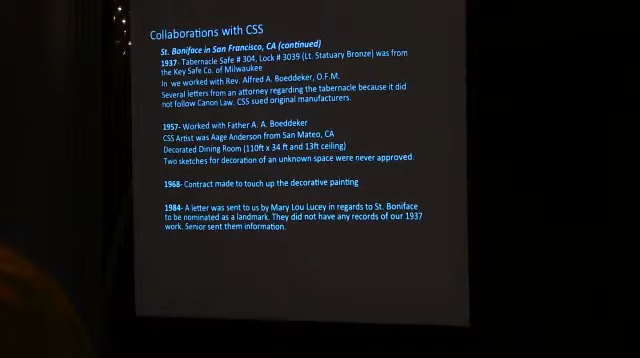 Collaborations with CSS
St. Boniface in San Francisco, CA (continued)
1937- Tabernacle Safe # 304, Lock # 3039 (Lt. Statuary Bronze) was from
the Key Safe Co. of Milwaukee
In we worked with Rev. Alfred A. Boeddeker, O.F.M.
Several letters from an attorney regarding the tabernacle because it did
not follow Canon Law. CSS sued original manufacturers.
1957- Worked with Father A. A. Boeddeker
CSS Artist was Aage Anderson from San Mateo, CA
Decorated Dining Room (110ft x 34 ft and 13ft ceiling)
Two sketches for decoration of an unknown space were never approved.
1968- Contract made to touch up the decorative painting
1984- A letter was sent to us by Mary Lou Lucey in regards to St. Boniface
to be nominated as a landmark. They did not have any records of our 1937
work. Senior sent them information.